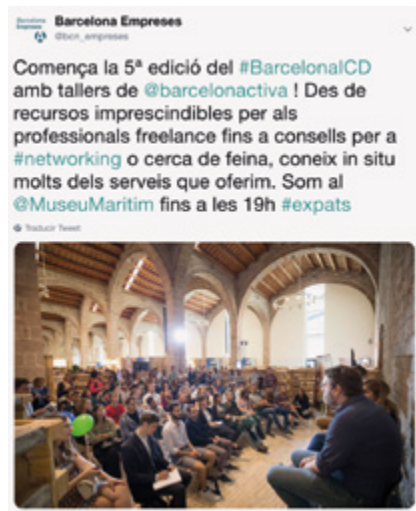 Barcelona Empreses
Barcelona Empreses
@bcn_empreses
Comença la 5ª edició del #BarcelonaICD
amb tallers de @barcelonactiva ! Des de
recursos imprescindibles per als
professionals freelance fins a consells per a
#networking o cerca de feina, coneix in situ
molts dels serveis que oferim. Som al
@MuseuMaritim fins a les 19h #expats
Traducir Tweet